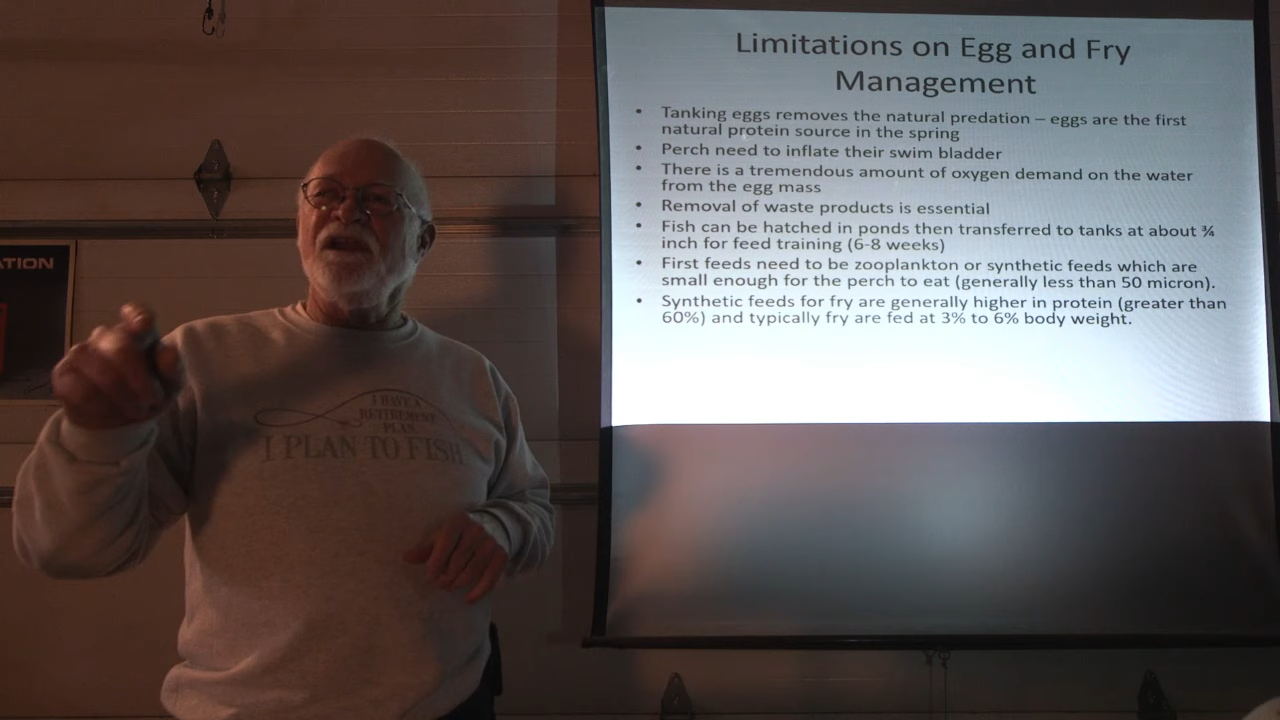 Limitations on Egg and Fry
Management
• Tanking eggs removes the natural predation – eggs are the first
natural protein source in the spring
• Perch need to inflate their swim bladder
• There is a tremendous amount of oxygen demand on the water
from the egg mass
• Removal of waste products is essential
• Fish can be hatched in ponds then transferred to tanks at about ¾
inch for feed training (6-8 weeks)
• First feeds need to be zooplankton or synthetic feeds which are
small enough for the perch to eat (generally less than 50 micron).
• Synthetic feeds for fry are generally higher in protein (greater than
60%) and typically fry are fed at 3% to 6% body weight.
ATION
I HAVE A
RETIREMENT
PLAN
I PLAN TO FISH